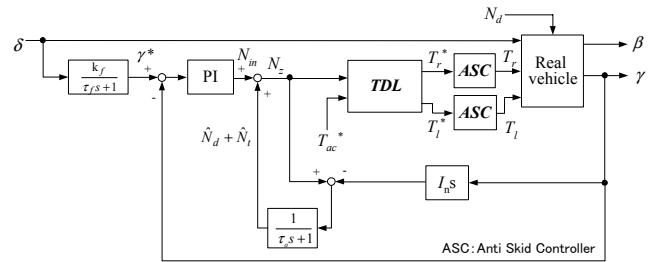 N_d
δ
β
γ* N_in N_z
T_r* T_r
k_f / τ_f s+1
+ - PI + + TDL ASC Real vehicle γ
ASC
T_l* T_l
N̂_d + N̂_t
T_ac*
+ - I_n s
1 / τ_o s+1
ASC: Anti Skid Controller